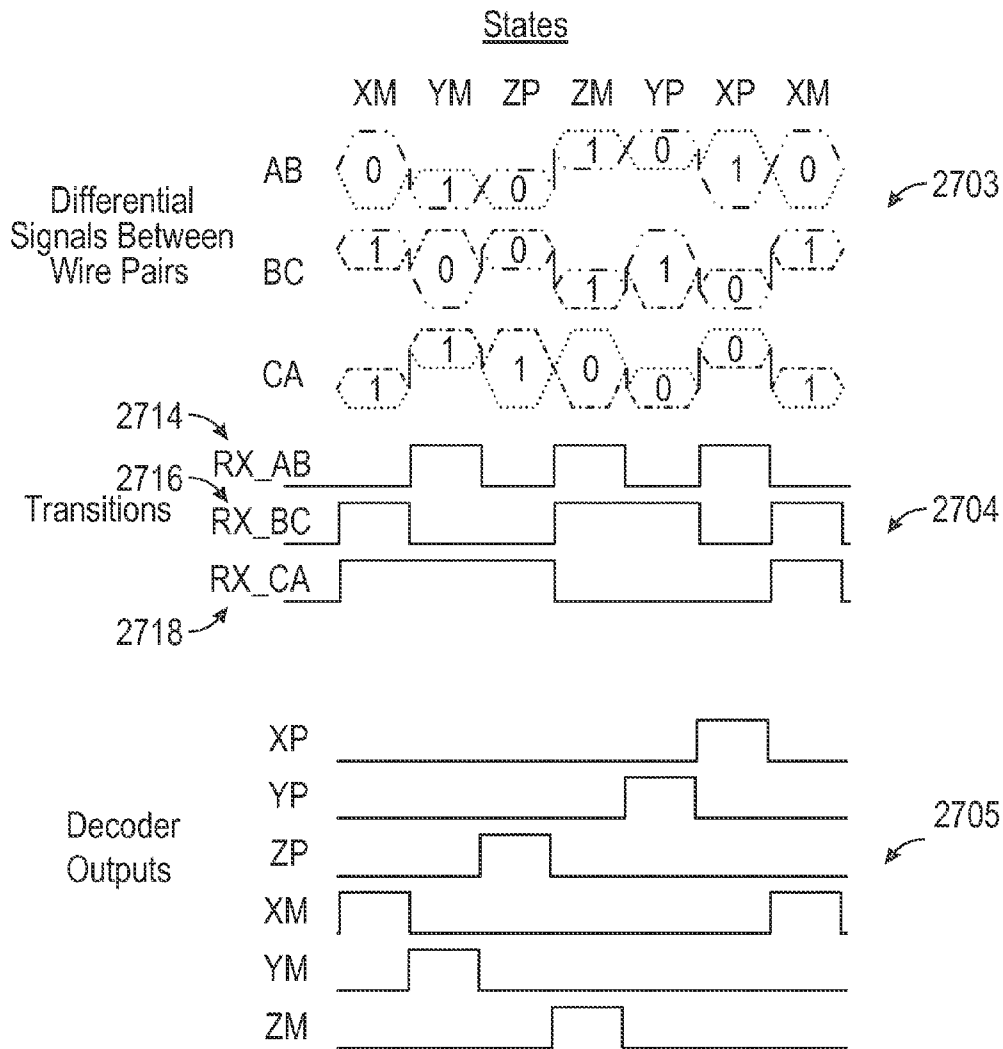 States
XM YM ZP ZM YP XP XM
AB 0 1 0 1 0 1 0
2703
Differential
Signals Between
Wire Pairs
BC 1 0 0 1 1 0 1
CA 1 1 1 0 0 0 1
2714
RX_AB
2716
Transitions RX_BC
2704
RX_CA
2718
XP
YP
Decoder
Outputs
2705
ZP
XM
YM
ZM